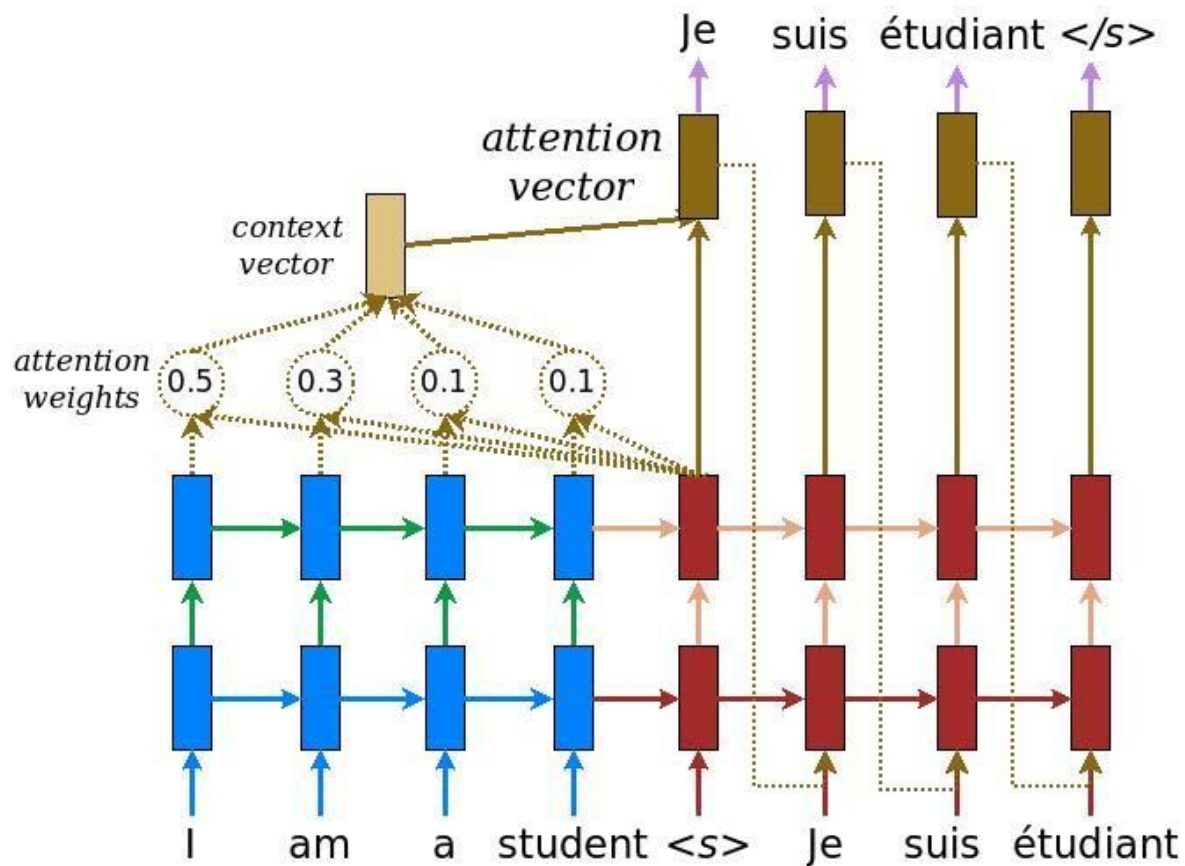 Je suis étudiant </s>
attention
vector
context
vector
attention
weights
0.5 0.3 0.1 0.1
I am a student <s> Je suis étudiant